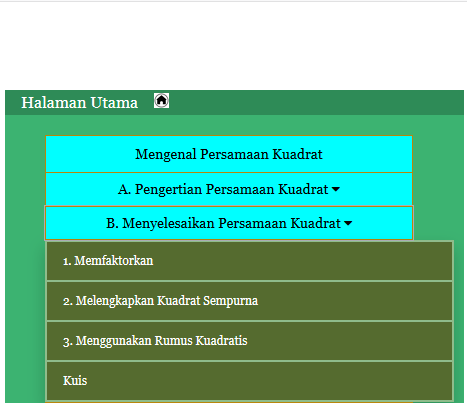 Halaman Utama
Mengenal Persamaan Kuadrat
A. Pengertian Persamaan Kuadrat
B. Menyelesaikan Persamaan Kuadrat
1. Memfaktorkan
2. Melengkapkan Kuadrat Sempurna
3. Menggunakan Rumus Kuadratis
Kuis